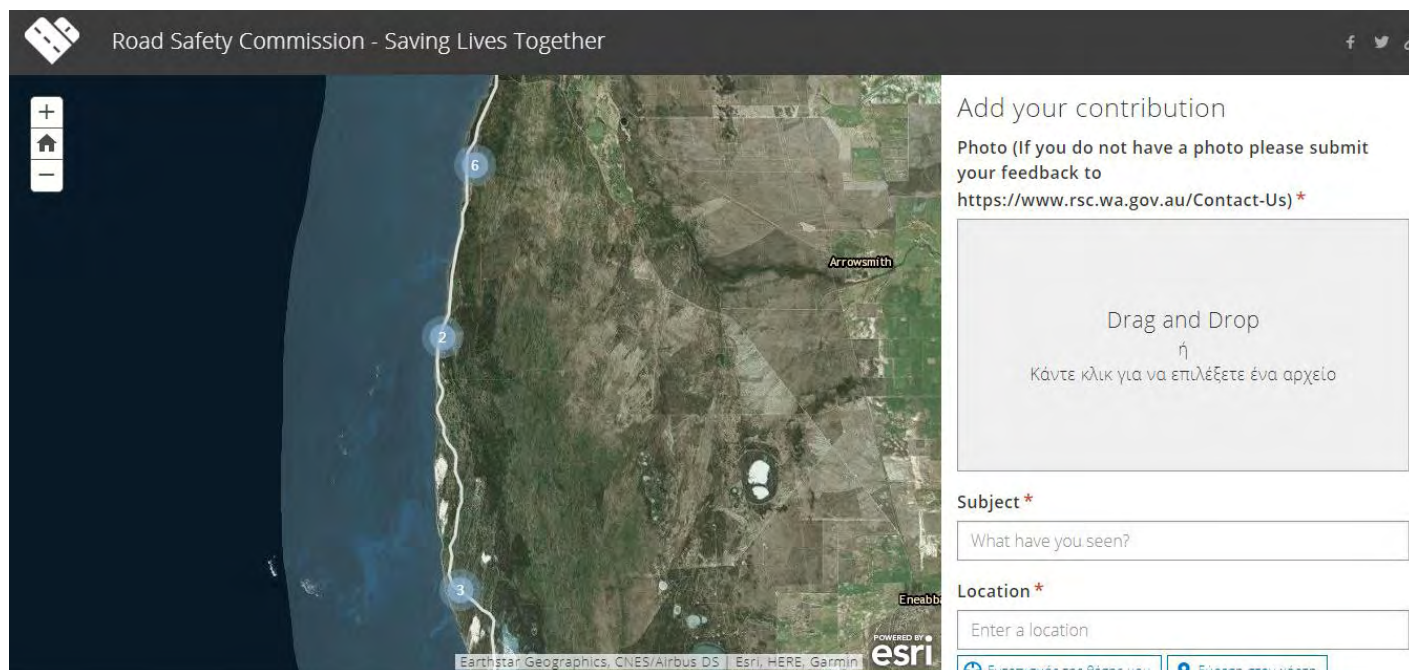 Road Safety Commission - Saving Lives Together
+
−
6
2
3
Arrowsmith
Eneabb
POWERED BY
esri
Earthstar Geographics, CNES/Airbus DS | Esri, HERE, Garmin
Add your contribution
Photo (If you do not have a photo please submit
your feedback to
https://www.rsc.wa.gov.au/Contact-Us) *
Drag and Drop
ή
Κάντε κλικ για να επιλέξετε ένα αρχείο
Subject *
What have you seen?
Location *
Enter a location